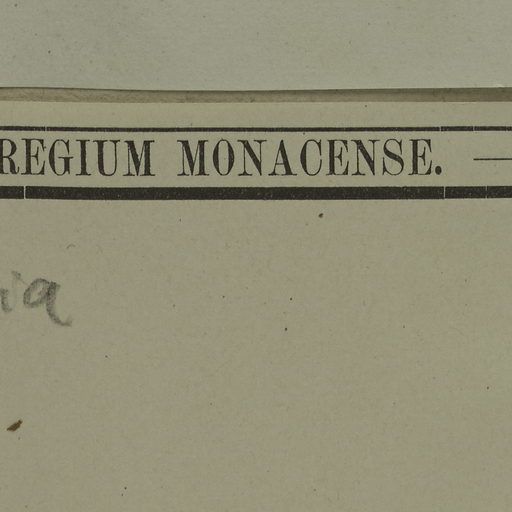 REGIUM MONACENSE. —